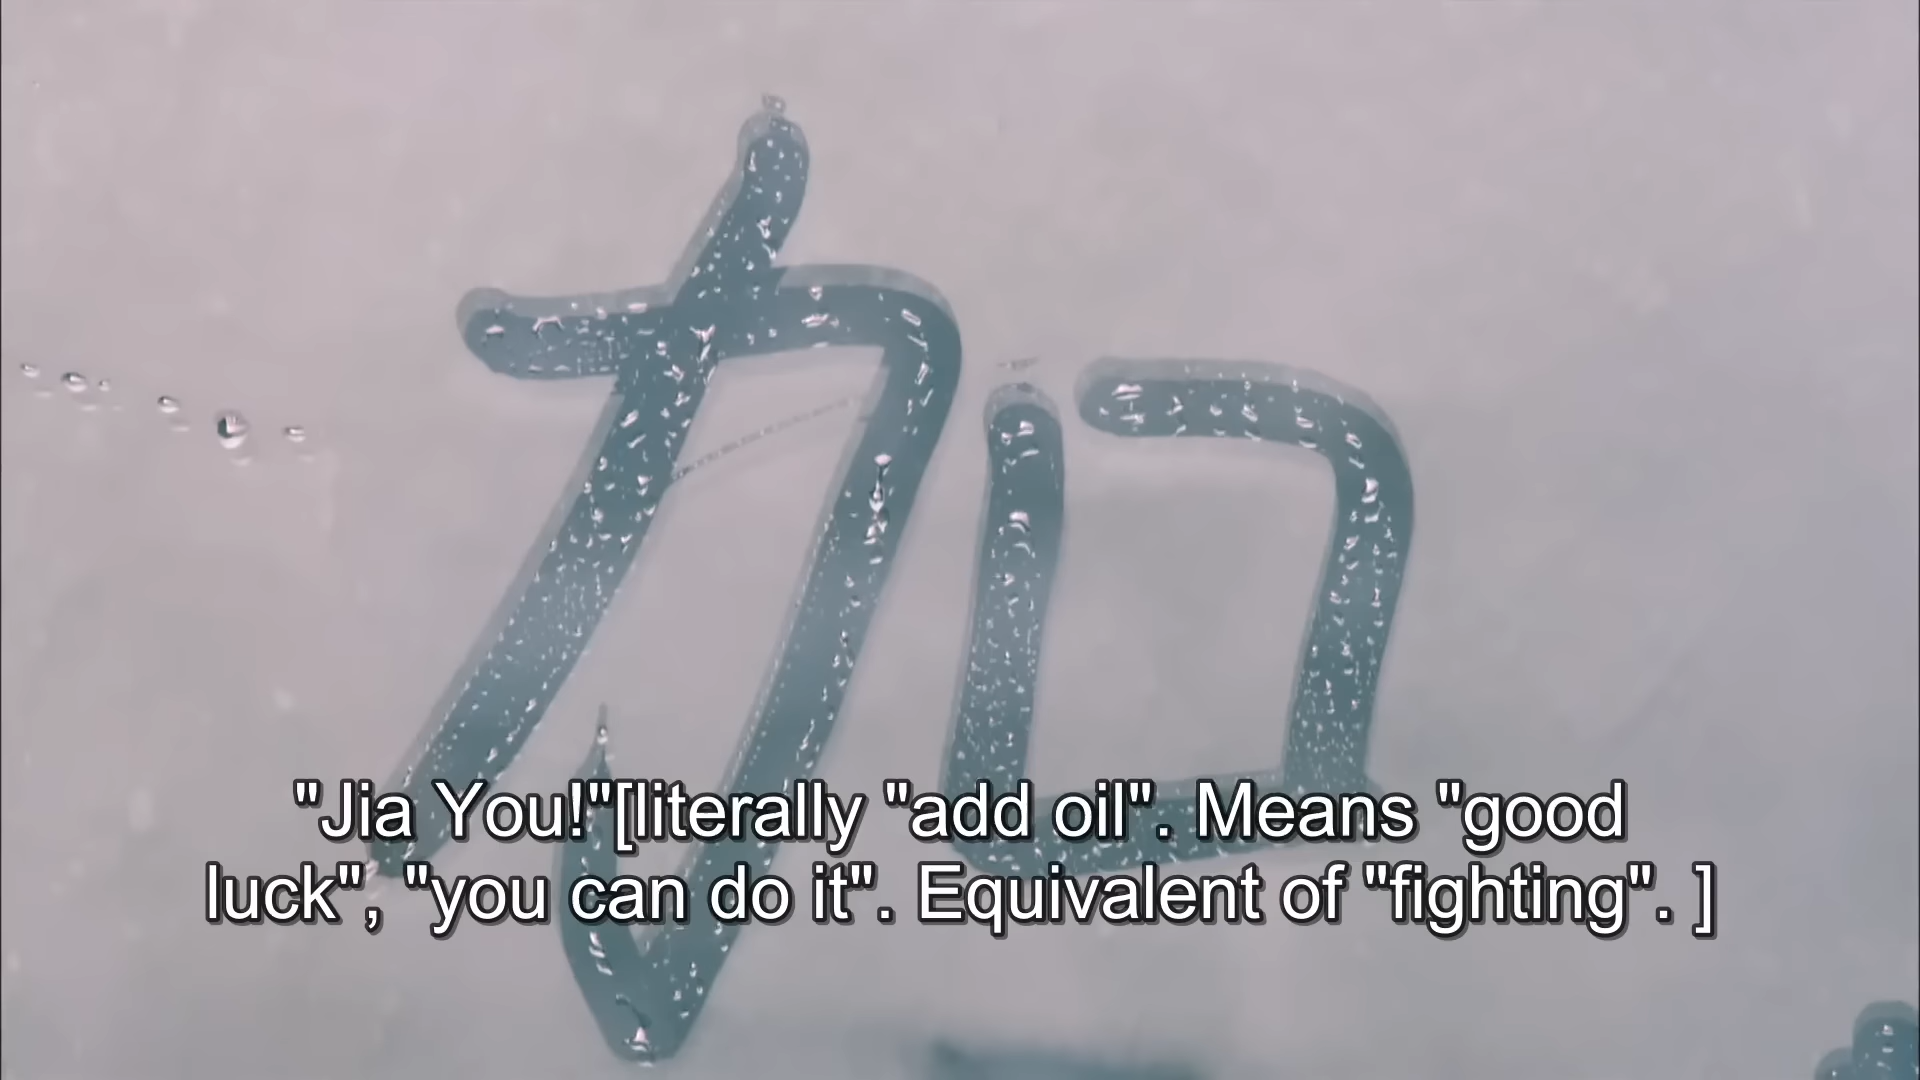 加
"Jia You!"[literally "add oil". Means "good
luck", "you can do it". Equivalent of "fighting". ]